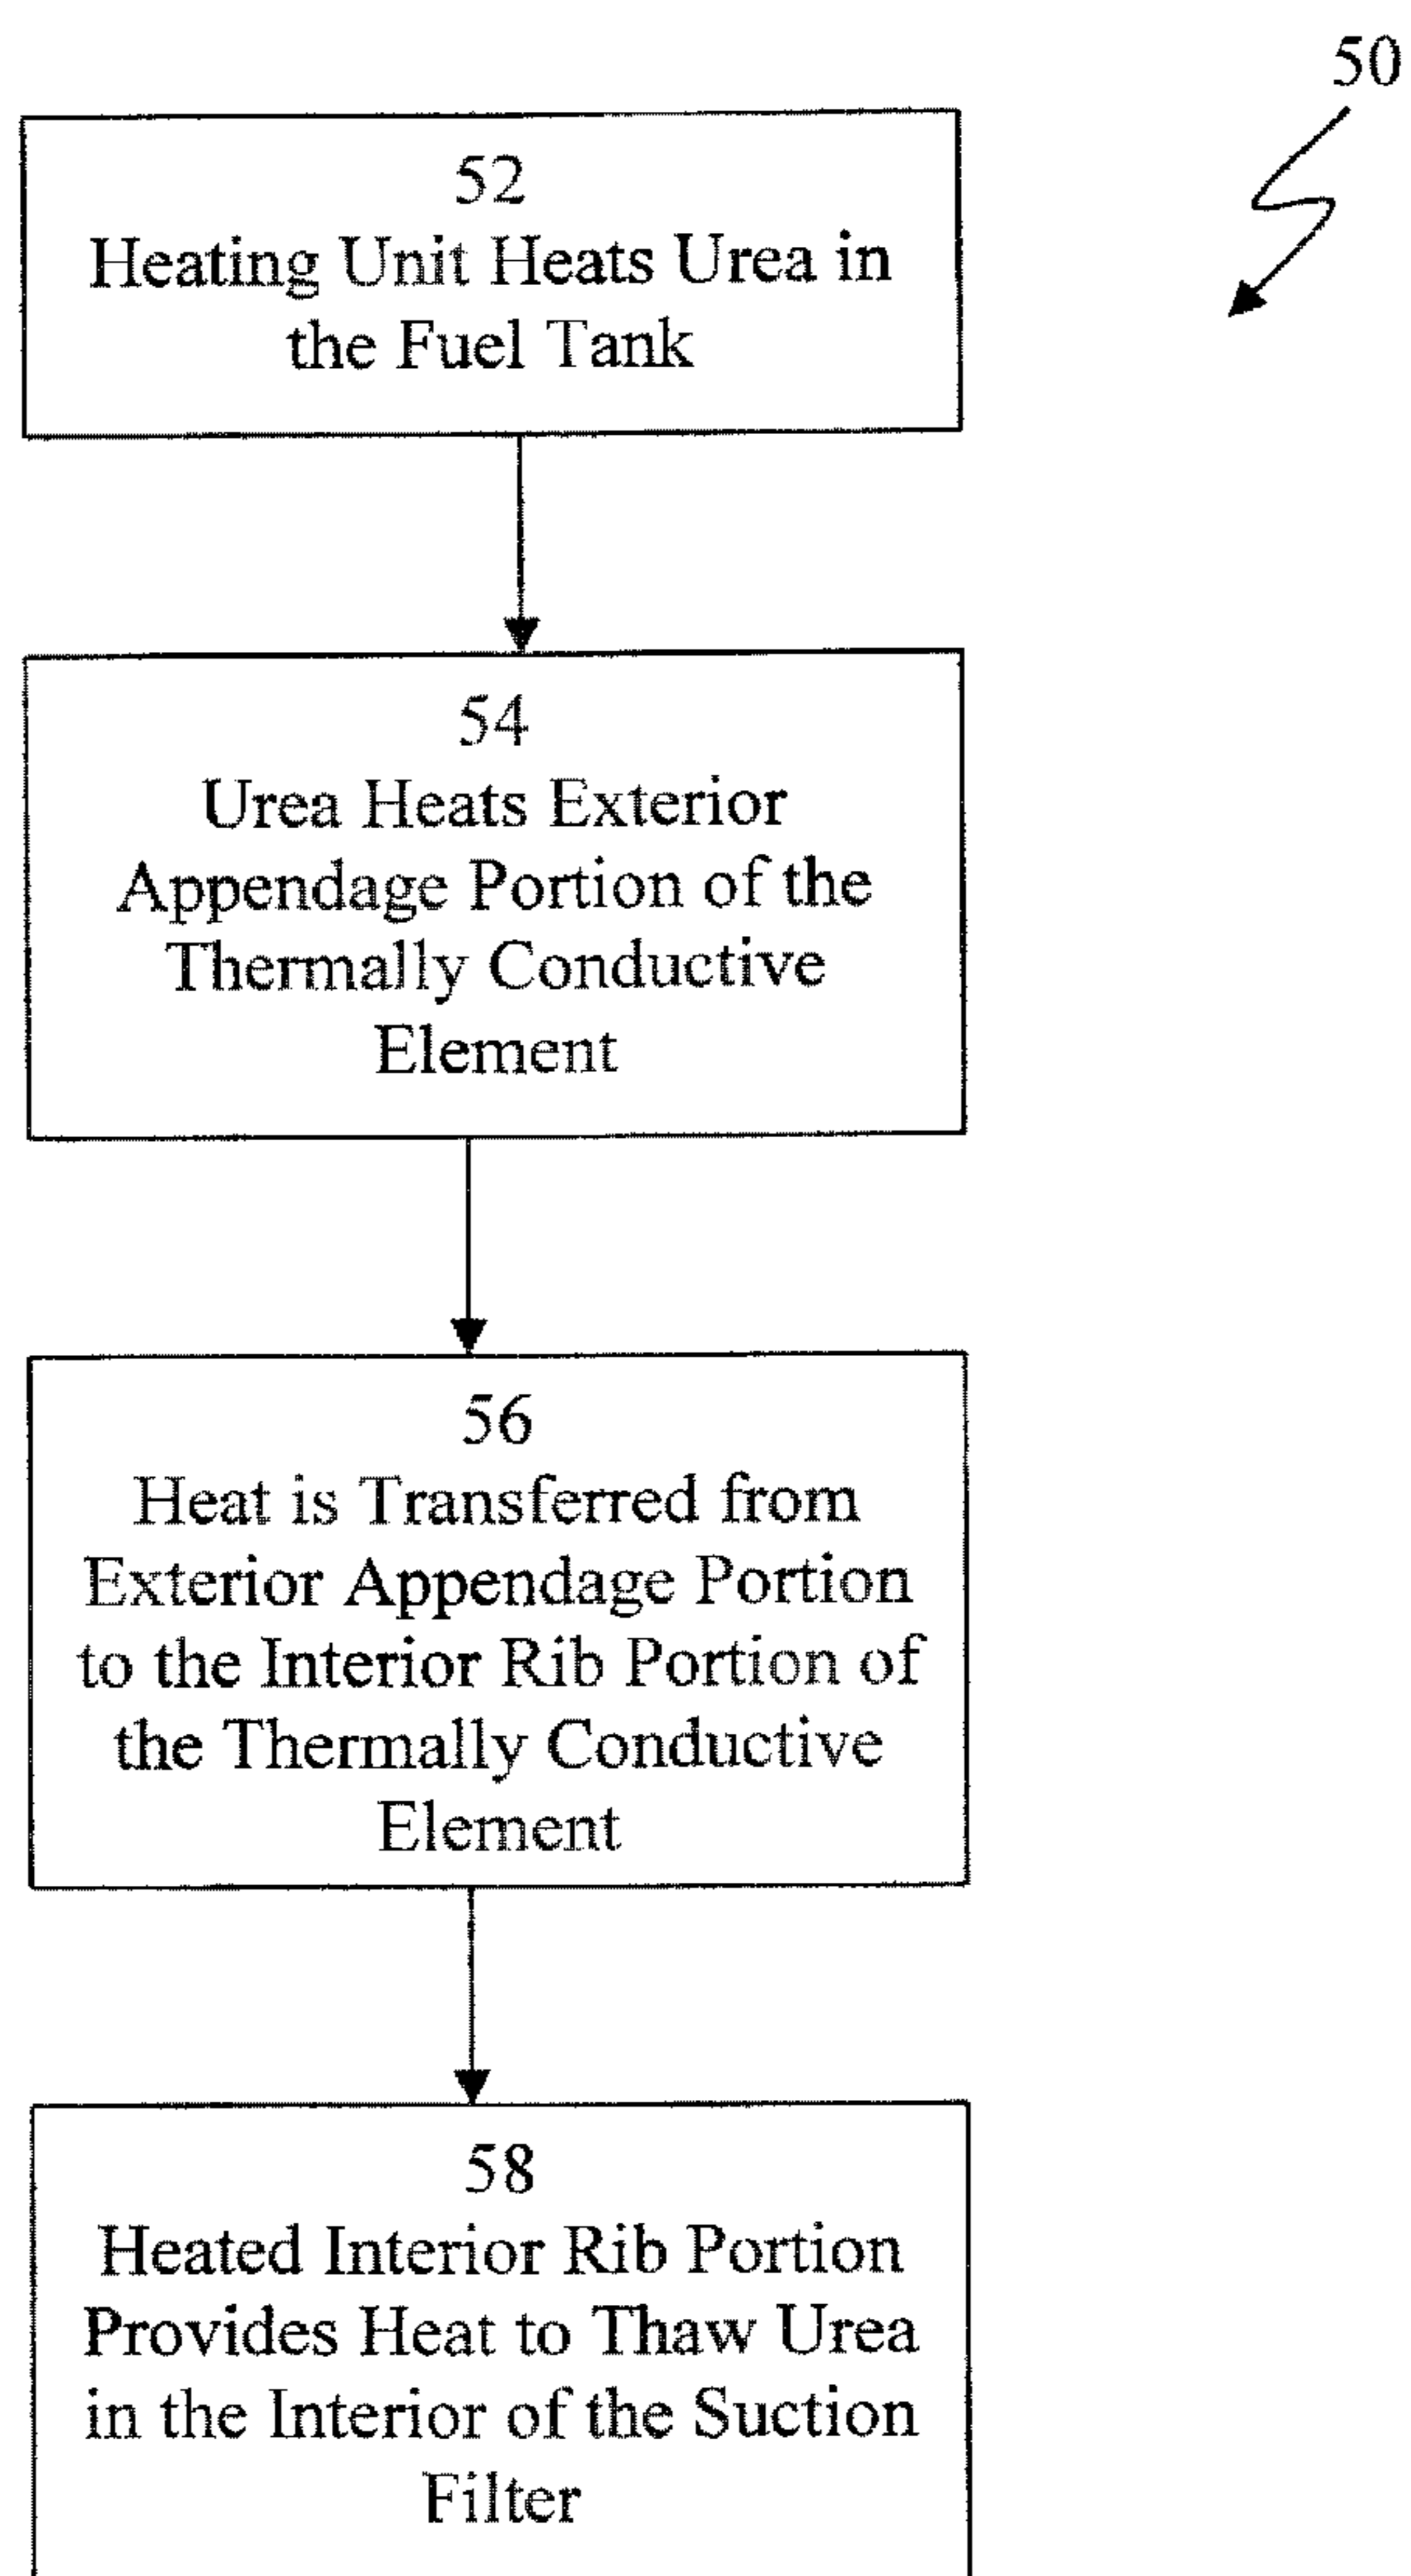 50
52
Heating Unit Heats Urea in
the Fuel Tank
54
Urea Heats Exterior
Appendage Portion of the
Thermally Conductive
Element
56
Heat is Transferred from
Exterior Appendage Portion
to the Interior Rib Portion of
the Thermally Conductive
Element
58
Heated Interior Rib Portion
Provides Heat to Thaw Urea
in the Interior of the Suction
Filter